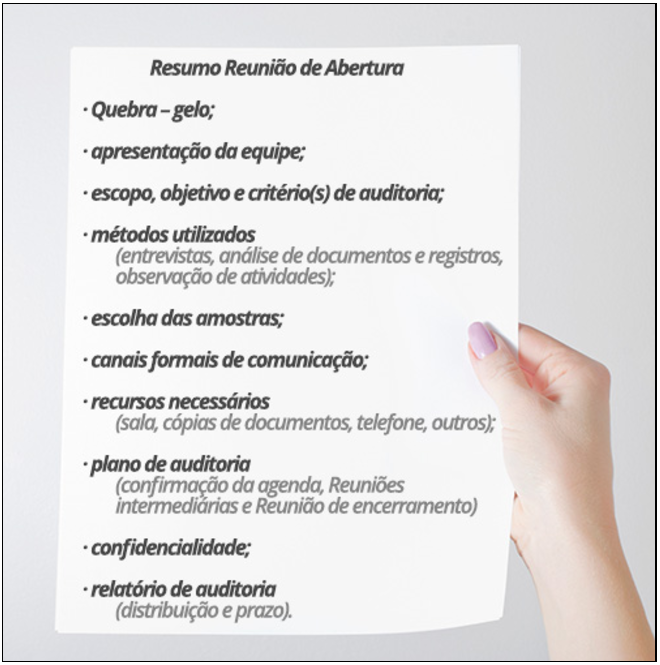 Resumo Reunião de Abertura
· Quebra – gelo;
· apresentação da equipe;
· escopo, objetivo e critério(s) de auditoria;
· métodos utilizados
(entrevistas, análise de documentos e registros,
observação de atividades);
· escolha das amostras;
· canais formais de comunicação;
· recursos necessários
(sala, cópias de documentos, telefone, outros);
· plano de auditoria
(confirmação da agenda, Reuniões
intermediárias e Reunião de encerramento)
· confidencialidade;
· relatório de auditoria
(distribuição e prazo).